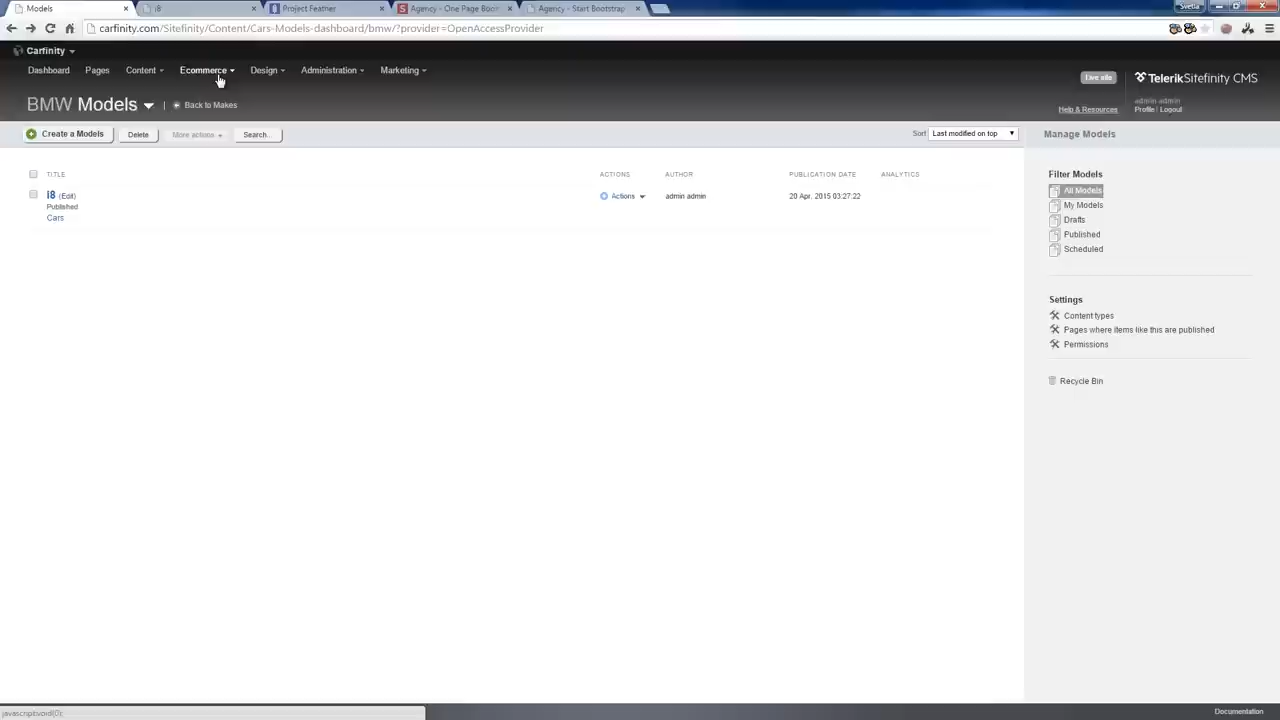 Models
i8
Project Feather
Agency - One Page Boot
Agency - Start Bootstrap
Svetla
carfinity.com/Sitefinity/Content/Cars-Models-dashboard/bmw/?provider=OpenAccessProvider
Carfinity
Dashboard Pages Content Ecommerce Design Administration Marketing
Live site
Telerik Sitefinity CMS
admin admin
Help & Resources Profile Logout
BMW Models Back to Makes
Create a Models Delete More actions Search... Sort Last modified on top
Manage Models
TITLE ACTIONS AUTHOR PUBLICATION DATE ANALYTICS
i8 (Edit) Actions admin admin 20 Apr, 2015 03:27:22
Published
Cars
Filter Models
All Models
My Models
Drafts
Published
Scheduled
Settings
Content types
Pages where items like this are published
Permissions
Recycle Bin
javascript:void(0);
Documentation